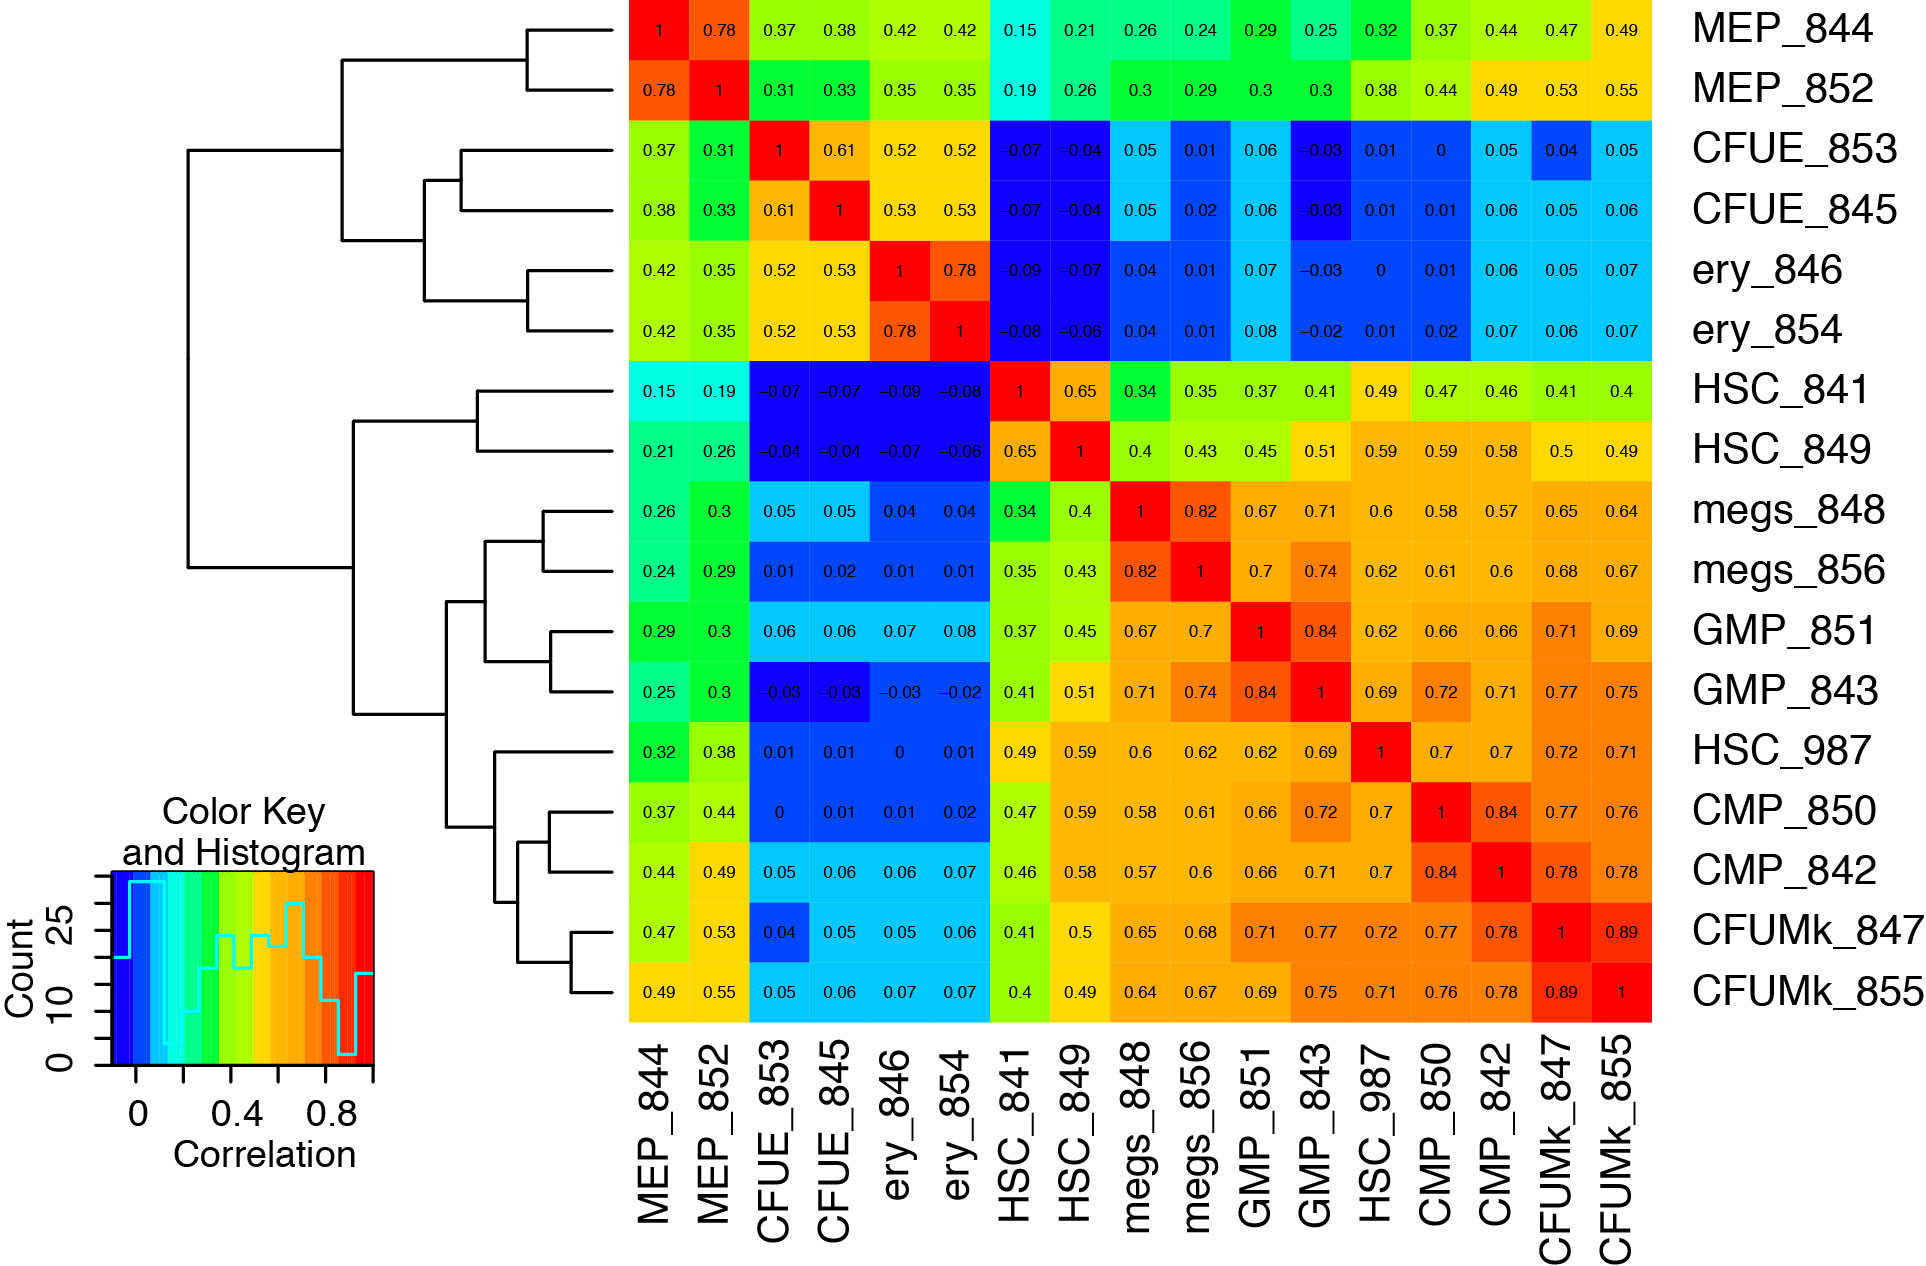 1 0.78 0.37 0.38 0.42 0.42 0.15 0.21 0.26 0.24 0.29 0.25 0.32 0.37 0.44 0.47 0.49 MEP_844
0.78 1 0.31 0.33 0.35 0.35 0.19 0.26 0.3 0.29 0.3 0.3 0.38 0.44 0.49 0.53 0.55 MEP_852
0.37 0.31 1 0.61 0.52 0.52 −0.07 −0.04 0.05 0.01 0.06 −0.03 0.01 0 0.05 0.04 0.05 CFUE_853
0.38 0.33 0.61 1 0.53 0.53 −0.07 −0.04 0.05 0.02 0.06 −0.03 0.01 0.01 0.06 0.05 0.06 CFUE_845
0.42 0.35 0.52 0.53 1 0.78 −0.09 −0.07 0.04 0.01 0.07 −0.03 0 0.01 0.06 0.05 0.07 ery_846
0.42 0.35 0.52 0.53 0.78 1 −0.08 −0.06 0.04 0.01 0.08 −0.02 0.01 0.02 0.07 0.06 0.07 ery_854
0.15 0.19 −0.07 −0.07 −0.09 −0.08 1 0.65 0.34 0.35 0.37 0.41 0.49 0.47 0.46 0.41 0.4 HSC_841
0.21 0.26 −0.04 −0.04 −0.07 −0.06 0.65 1 0.4 0.43 0.45 0.51 0.59 0.59 0.58 0.5 0.49 HSC_849
0.26 0.3 0.05 0.05 0.04 0.04 0.34 0.4 1 0.82 0.67 0.71 0.6 0.58 0.57 0.65 0.64 megs_848
0.24 0.29 0.01 0.02 0.01 0.01 0.35 0.43 0.82 1 0.7 0.74 0.62 0.61 0.6 0.68 0.67 megs_856
0.29 0.3 0.06 0.06 0.07 0.08 0.37 0.45 0.67 0.7 1 0.84 0.62 0.66 0.66 0.71 0.69 GMP_851
0.25 0.3 −0.03 −0.03 −0.03 −0.02 0.41 0.51 0.71 0.74 0.84 1 0.69 0.72 0.71 0.77 0.75 GMP_843
0.32 0.38 0.01 0.01 0 0.01 0.49 0.59 0.6 0.62 0.62 0.69 1 0.7 0.7 0.72 0.71 HSC_987
0.37 0.44 0 0.01 0.01 0.02 0.47 0.59 0.58 0.61 0.66 0.72 0.7 1 0.84 0.77 0.76 CMP_850
0.44 0.49 0.05 0.06 0.06 0.07 0.46 0.58 0.57 0.6 0.66 0.71 0.7 0.84 1 0.78 0.78 CMP_842
0.47 0.53 0.04 0.05 0.05 0.06 0.41 0.5 0.65 0.68 0.71 0.77 0.72 0.77 0.78 1 0.89 CFUMk_847
0.49 0.55 0.05 0.06 0.07 0.07 0.4 0.49 0.64 0.67 0.69 0.75 0.71 0.76 0.78 0.89 1 CFUMk_855
MEP_844
MEP_852
CFUE_853
CFUE_845
ery_846
ery_854
HSC_841
HSC_849
megs_848
megs_856
GMP_851
GMP_843
HSC_987
CMP_850
CMP_842
CFUMk_847
CFUMk_855
Color Key
and Histogram
Count
0 10 25
0 0.4 0.8
Correlation